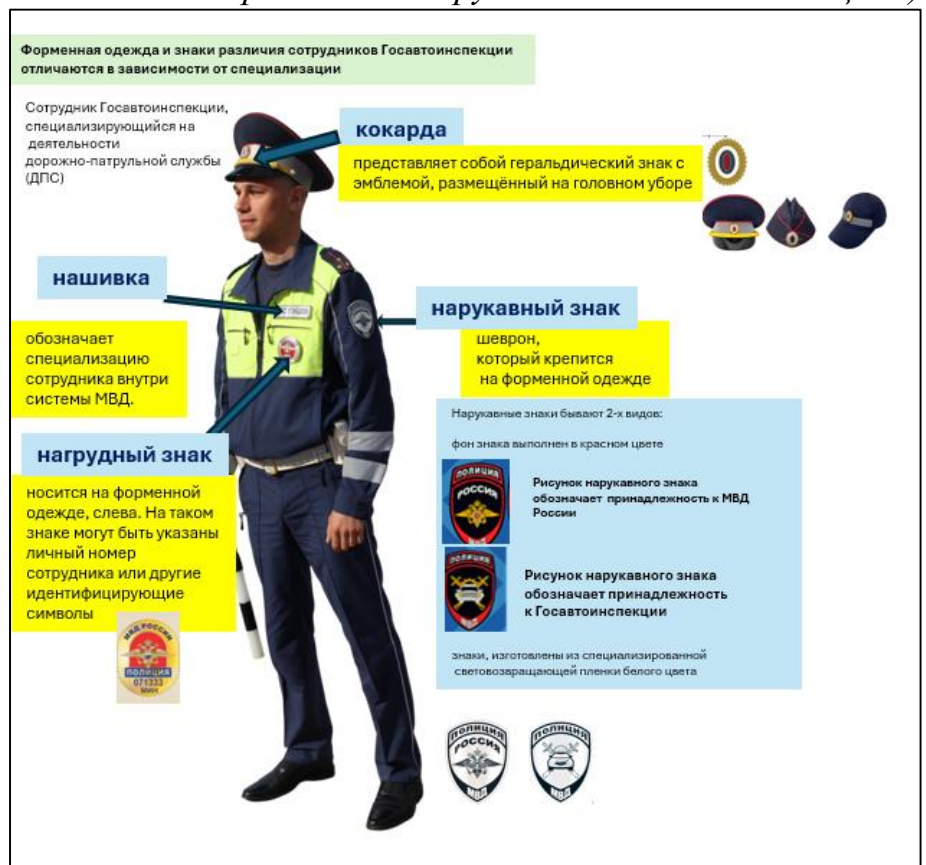 Форменная одежда и знаки различия сотрудников Госавтоинспекции
отличаются в зависимости от специализации
Сотрудник Госавтоинспекции,
специализирующийся на
деятельности
дорожно-патрульной службы
(ДПС)
кокарда
представляет собой геральдический знак с
эмблемой, размещённый на головном уборе
нашивка
обозначает
специализацию
сотрудника внутри
системы МВД.
нарукавный знак
шеврон,
который крепится
на форменной одежде
нагрудный знак
носится на форменной
одежде, слева. На таком
знаке могут быть указаны
личный номер
сотрудника или другие
идентифицирующие
символы
МВД РОССИИ
ПОЛИЦИЯ
071333
Нарукавные знаки бывают 2-х видов:
фон знака выполнен в красном цвете
ПОЛИЦИЯ
РОССИЯ
МВД
Рисунок нарукавного знака
обозначает принадлежность к МВД
России
ПОЛИЦИЯ
МВД
Рисунок нарукавного знака
обозначает принадлежность
к Госавтоинспекции
знаки, изготовлены из специализированной
световозвращающей пленки белого цвета
ПОЛИЦИЯ
РОССИЯ
МВД
ПОЛИЦИЯ
МВД